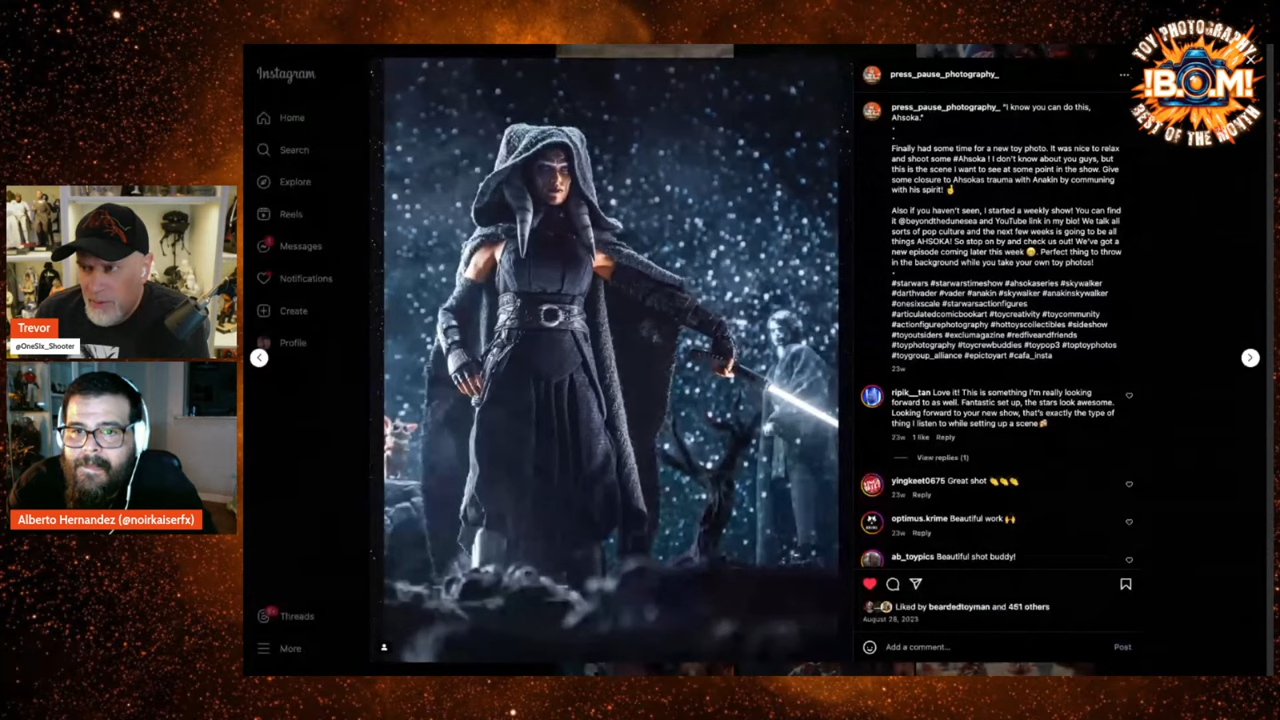 TOY PHOTOGRAPHY
!B.O.M!
BEST OF THE MONTH
Instagram
Home
Search
Explore
Reels
Messages
Notifications
Create
Profile
Threads
More
Trevor
@OneSix_Shooter
Alberto Hernandez (@noirkaiserfx)
press_pause_photography_
press_pause_photography_ "I know you can do this,
Ahsoka."
.
.
Finally had some time for a new toy photo. It was nice to relax
and shoot some #Ahsoka ! I don't know about you guys, but
this is the scene I want to see at some point in the show. Give
some closure to Ahsokas trauma with Anakin by communing
with his spirit! ☝️
Also if you haven't seen, I started a weekly show! You can find
it @beyondthedunesea and YouTube link in my bio! We talk all
sorts of pop culture and the next few weeks is going to be all
things AHSOKA! So stop on by and check us out! We've got a
new episode coming later this week 😁. Perfect thing to throw
in the background while you take your own toy photos!
.
#starwars #starwarstimeshow #ahsokaseries #skywalker
#darthvader #vader #anakin #skywalker #anakinskywalker
#onesixscale #starwarsactionfigures
#articulatedcomicbookart #toycreativity #toycommunity
#actionfigurephotography #hottoyscollectibles #sideshow
#toyoutsiders #exclumagazine #redfiveandfriends
#toyphotography #toycrewbuddies #toypop3 #toptoyphotos
#toygroup_alliance #epictoyart #cafa_insta
23w
ripik__tan Love it! This is something I'm really looking
forward to as well. Fantastic set up, the stars look awesome.
Looking forward to your new show, that's exactly the type of
thing I listen to while setting up a scene
23w 1 like Reply
View replies (1)
yingkeet0675 Great shot 👏👏👏
23w Reply
optimus.krime Beautiful work 🙌
23w Reply
ab_toypics Beautiful shot buddy!
Liked by beardedtoyman and 461 others
August 28, 2023
Add a comment...
Post